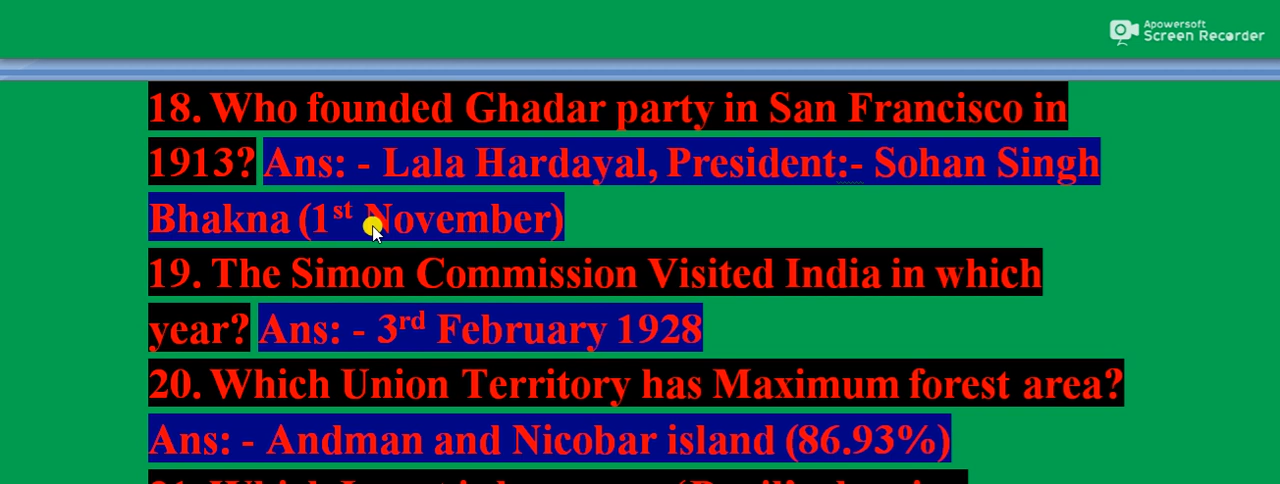 Apowersoft
Screen Recorder
18. Who founded Ghadar party in San Francisco in
1913? Ans: - Lala Hardayal, President:- Sohan Singh
Bhakna (1st November)
19. The Simon Commission Visited India in which
year? Ans: - 3rd February 1928
20. Which Union Territory has Maximum forest area?
Ans: - Andman and Nicobar island (86.93%)